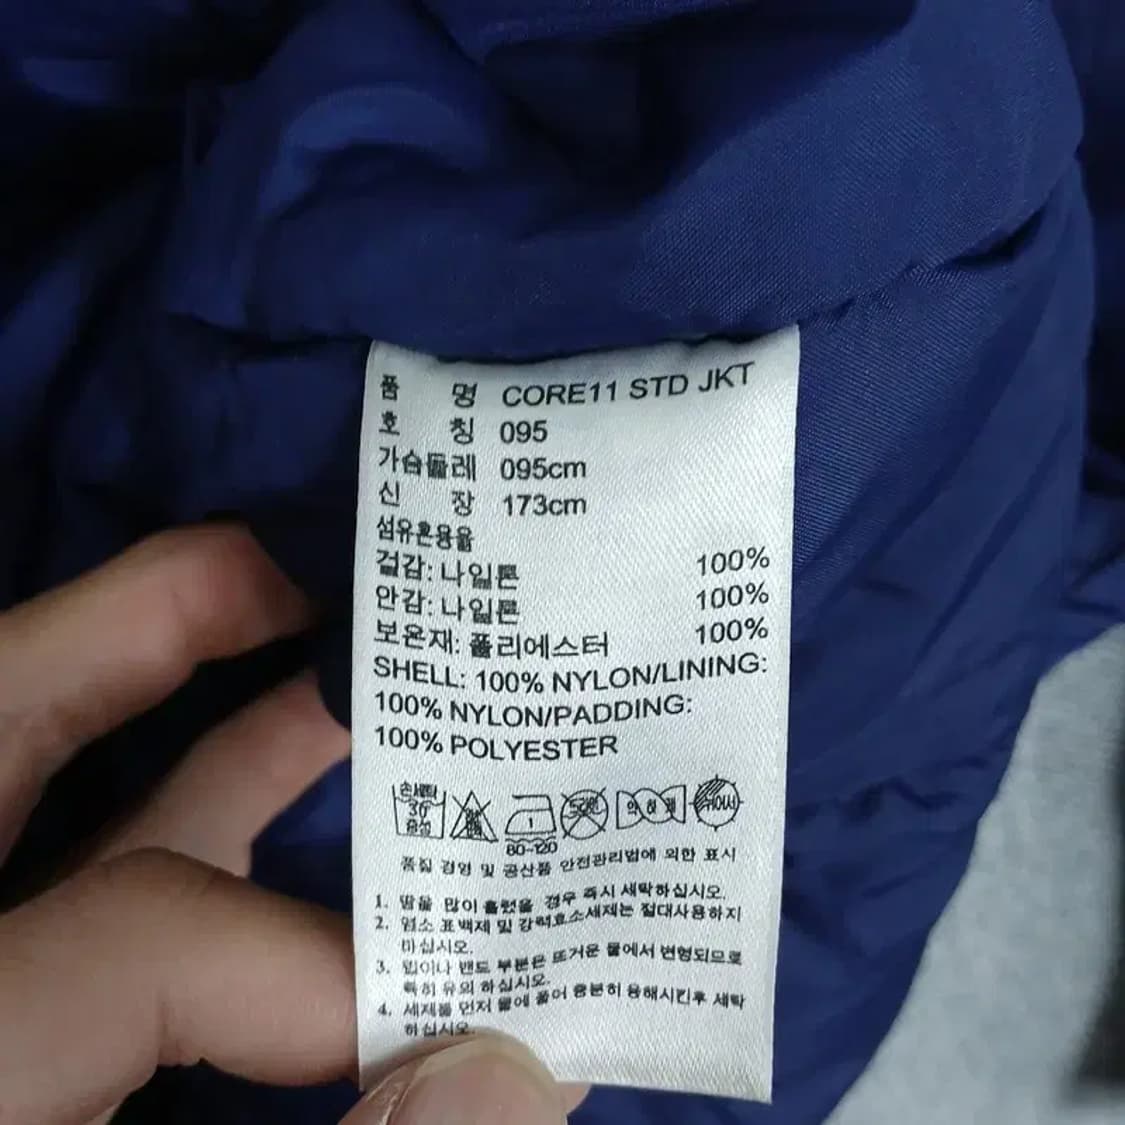 품 명 CORE11 STD JKT
호 칭 095
가슴둘레 095cm
신 장 173cm
섬유혼용율
겉감: 나일론 100%
안감: 나일론 100%
보온재: 폴리에스터 100%
SHELL: 100% NYLON/LINING:
100% NYLON/PADDING:
100% POLYESTER
손세탁 30 중성 1 80~120 약하게
품질 경영 및 공산품 안전관리법에 의한 표시
1. 땀을 많이 흘렸을 경우 즉시 세탁하십시오.
2. 염소 표백제 및 강력효소세제는 절대사용하지
마십시오.
3. 립이나 밴드 부분은 뜨거운 물에서 변형되므로
특히 유의 하십시오.
4. 세제를 먼저 물에 풀어 충분히 용해시킨후 세탁
하십시오.